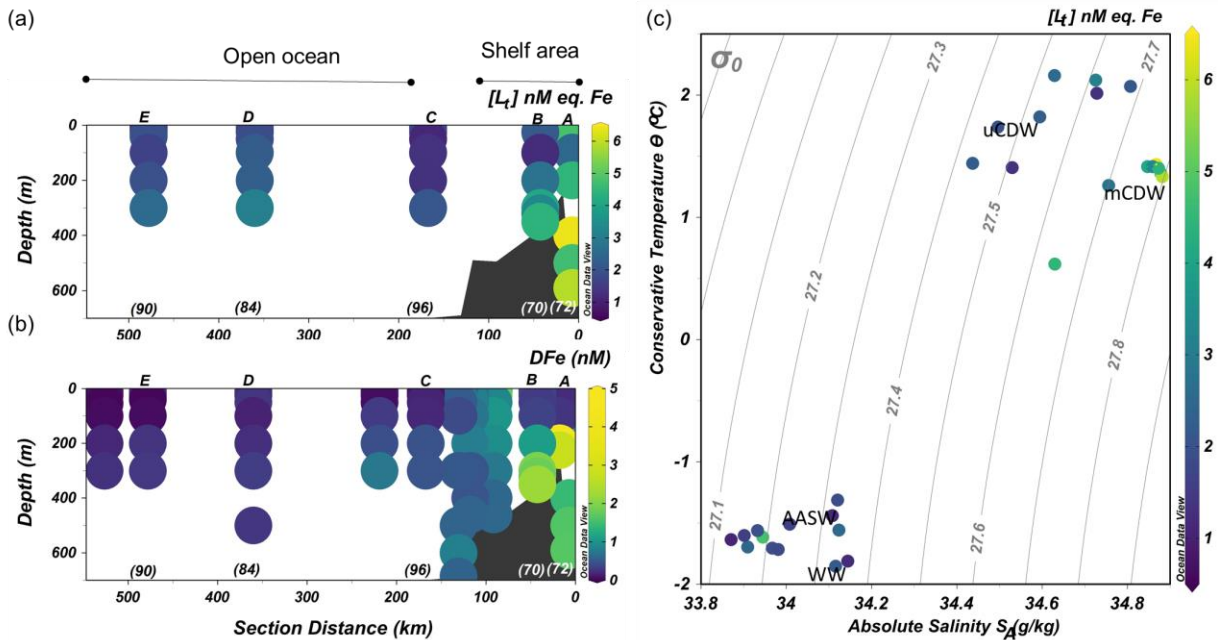 (a)
Open ocean
Shelf area
[Lt] nM eq. Fe
E D C B A
0
200
400
600
Depth (m)
(90) (84) (96) (70) (72)
500 400 300 200 100 0
6
5
4
3
2
1
Ocean Data View
(b)
DFe (nM)
E D C B A
0
200
400
600
Depth (m)
(90) (84) (96) (70) (72)
500 400 300 200 100 0
Section Distance (km)
5
4
3
2
1
0
Ocean Data View
(c)
[Lt] nM eq. Fe
σ0
27.3
27.7
27.5
27.2
27.8
27.4
27.1
27.6
uCDW
mCDW
AASW
WW
2
1
0
-1
-2
Conservative Temperature Θ (ºC)
33.8 34 34.2 34.4 34.6 34.8
Absolute Salinity SA(g/kg)
6
5
4
3
2
1
Ocean Data View